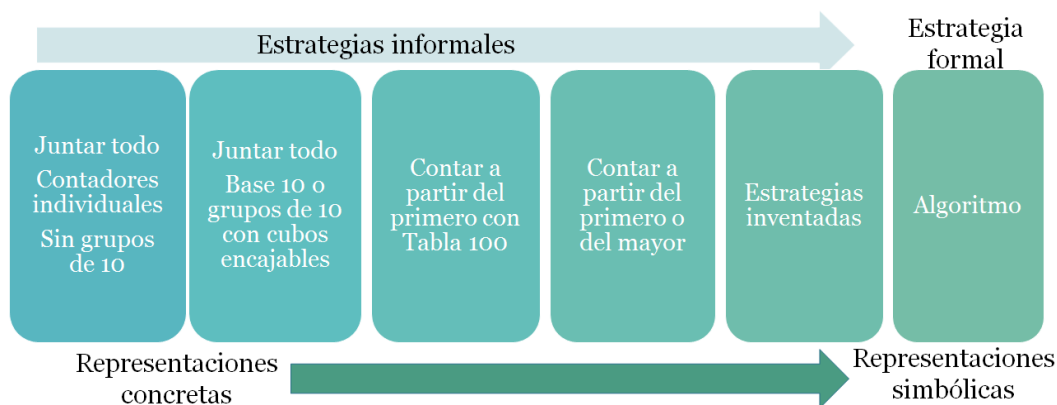 Estrategias informales
Estrategia
formal
Juntar todo
Contadores
individuales
Sin grupos
de 10
Juntar todo
Base 10 o
grupos de 10
con cubos
encajables
Contar a
partir del
primero con
Tabla 100
Contar a
partir del
primero o
del mayor
Estrategias
inventadas
Algoritmo
Representaciones
concretas
Representaciones
simbólicas